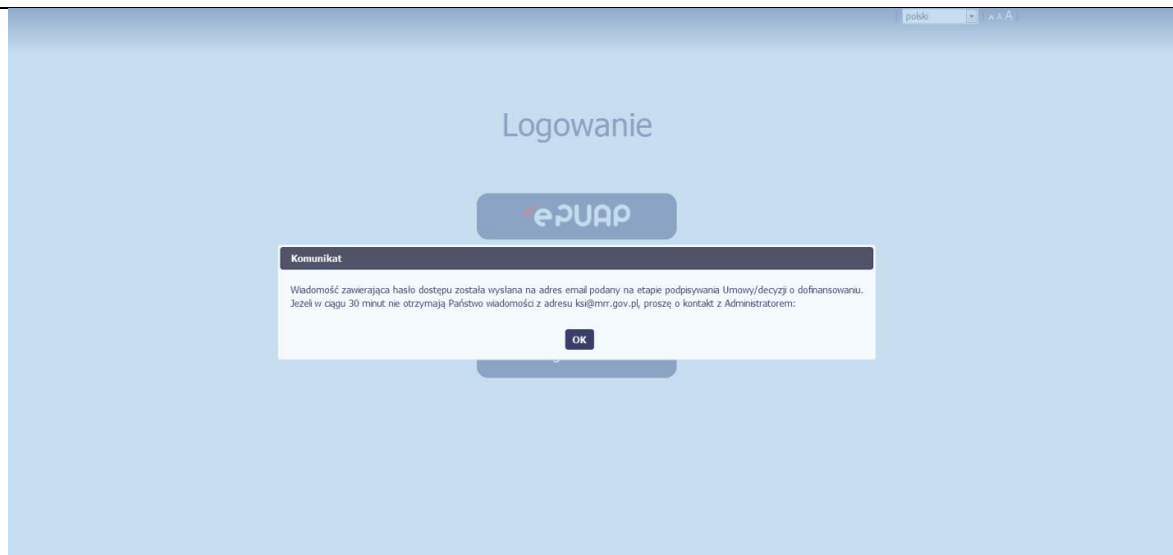 polski A A A
Logowanie
ePUAP
Komunikat
Wiadomość zawierająca hasło dostępu została wysłana na adres email podany na etapie podpisywania Umowy/decyzji o dofinansowaniu.
Jeżeli w ciągu 30 minut nie otrzymają Państwo wiadomości z adresu ksi@mrr.gov.pl, proszę o kontakt z Administratorem:
OK